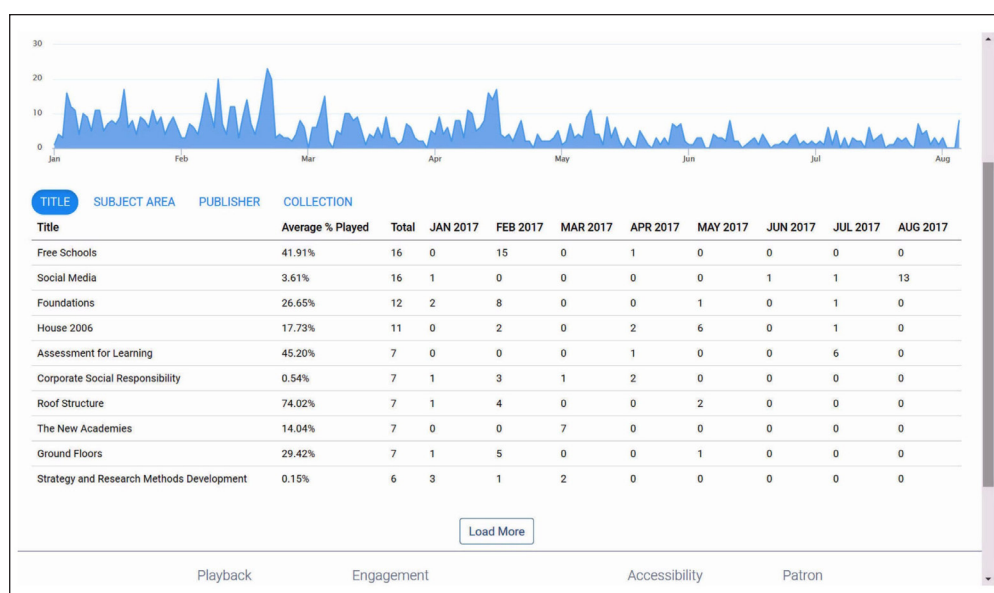 30
20
10
0
Jan Feb Mar Apr May Jun Jul Aug
TITLE SUBJECT AREA PUBLISHER COLLECTION
Title Average % Played Total JAN 2017 FEB 2017 MAR 2017 APR 2017 MAY 2017 JUN 2017 JUL 2017 AUG 2017
Free Schools 41.91% 16 0 15 0 1 0 0 0 0
Social Media 3.61% 16 1 0 0 0 0 1 1 13
Foundations 26.65% 12 2 8 0 0 1 0 1 0
House 2006 17.73% 11 0 2 0 2 6 0 1 0
Assessment for Learning 45.20% 7 0 0 0 1 0 0 6 0
Corporate Social Responsibility 0.54% 7 1 3 1 2 0 0 0 0
Roof Structure 74.02% 7 1 4 0 0 2 0 0 0
The New Academies 14.04% 7 0 0 7 0 0 0 0 0
Ground Floors 29.42% 7 1 5 0 0 1 0 0 0
Strategy and Research Methods Development 0.15% 6 3 1 2 0 0 0 0 0
Load More
Playback Engagement Accessibility Patron